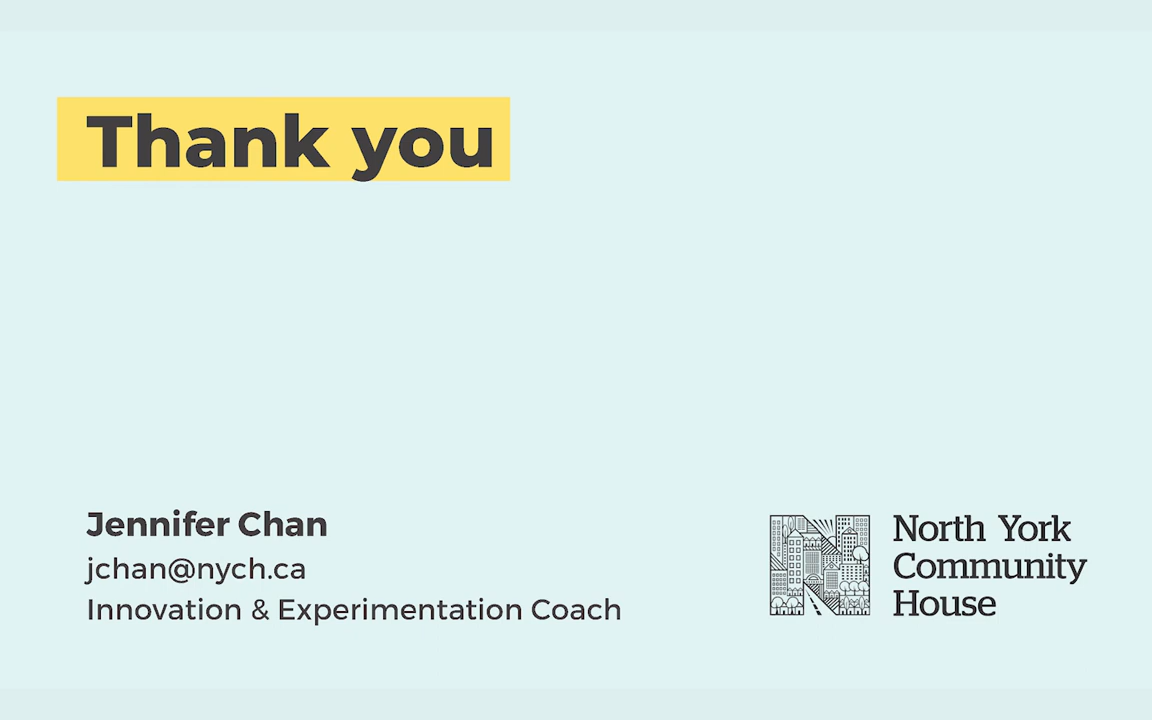 Thank you
Jennifer Chan
jchan@nych.ca
Innovation & Experimentation Coach
North York
Community
House